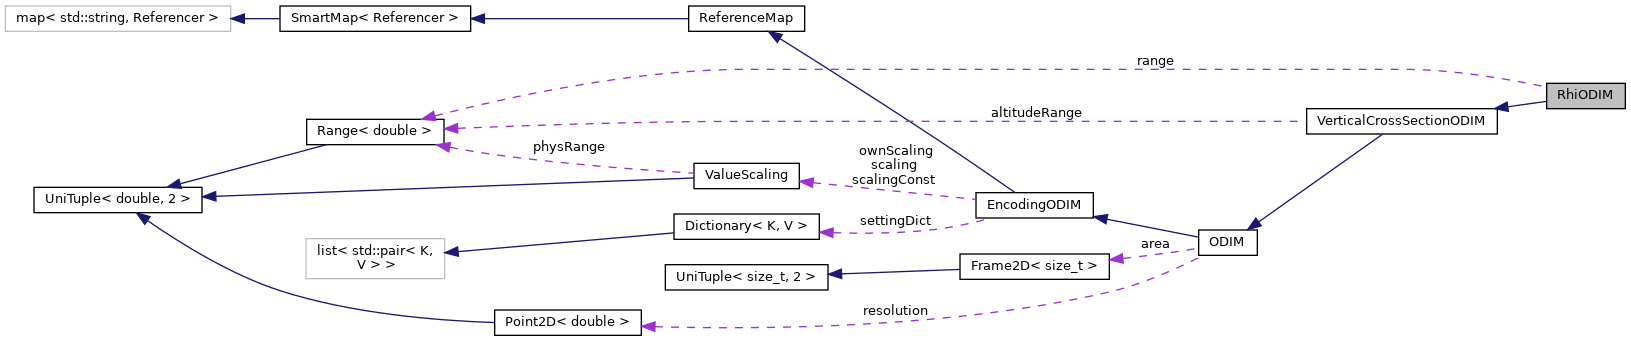 map< std::string, Referencer >
SmartMap< Referencer >
ReferenceMap
range
RhiODIM
altitudeRange
VerticalCrossSectionODIM
Range< double >
physRange
ownScaling
scaling
scalingConst
ValueScaling
UniTuple< double, 2 >
EncodingODIM
settingDict
Dictionary< K, V >
ODIM
area
list< std::pair< K,
V > >
Frame2D< size_t >
UniTuple< size_t, 2 >
resolution
Point2D< double >